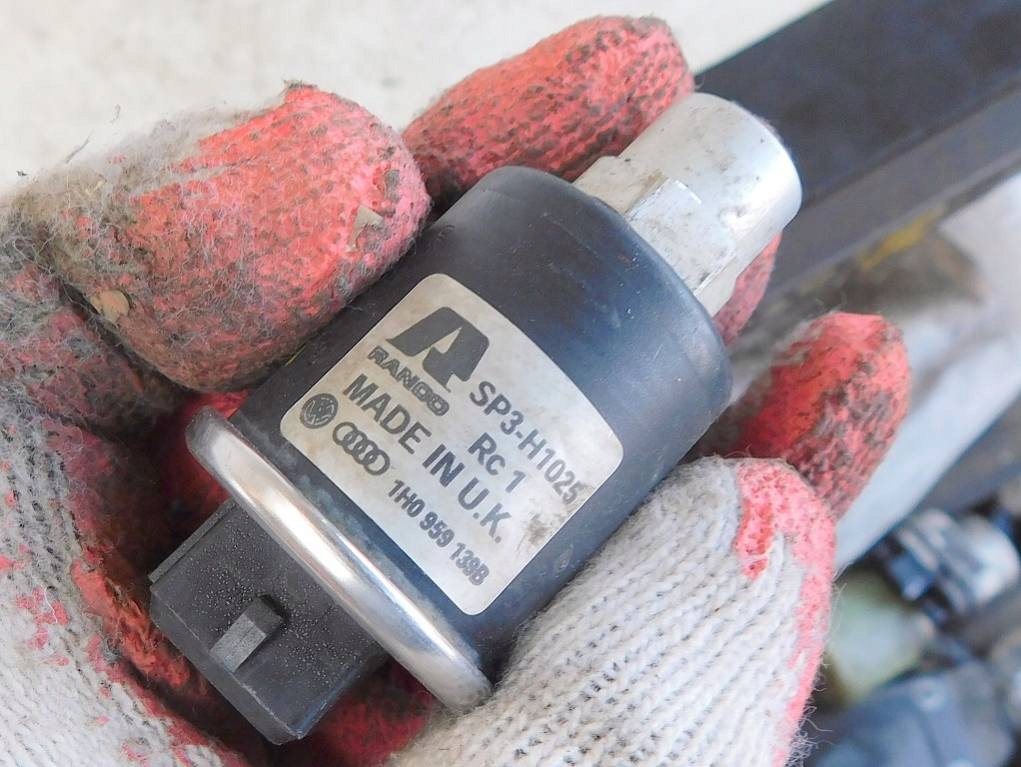 RANCO
SP3-H1025
Rc 1
MADE IN U.K.
1H0 959 139B